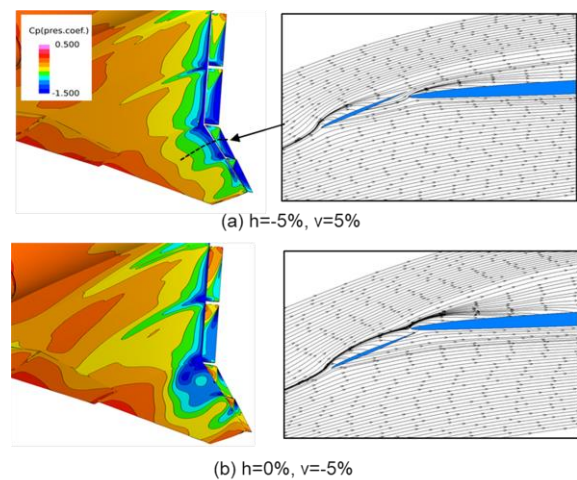 Cp(pres.coef.)
0.500
-1.500
(a) h=-5%, v=5%
(b) h=0%, v=-5%